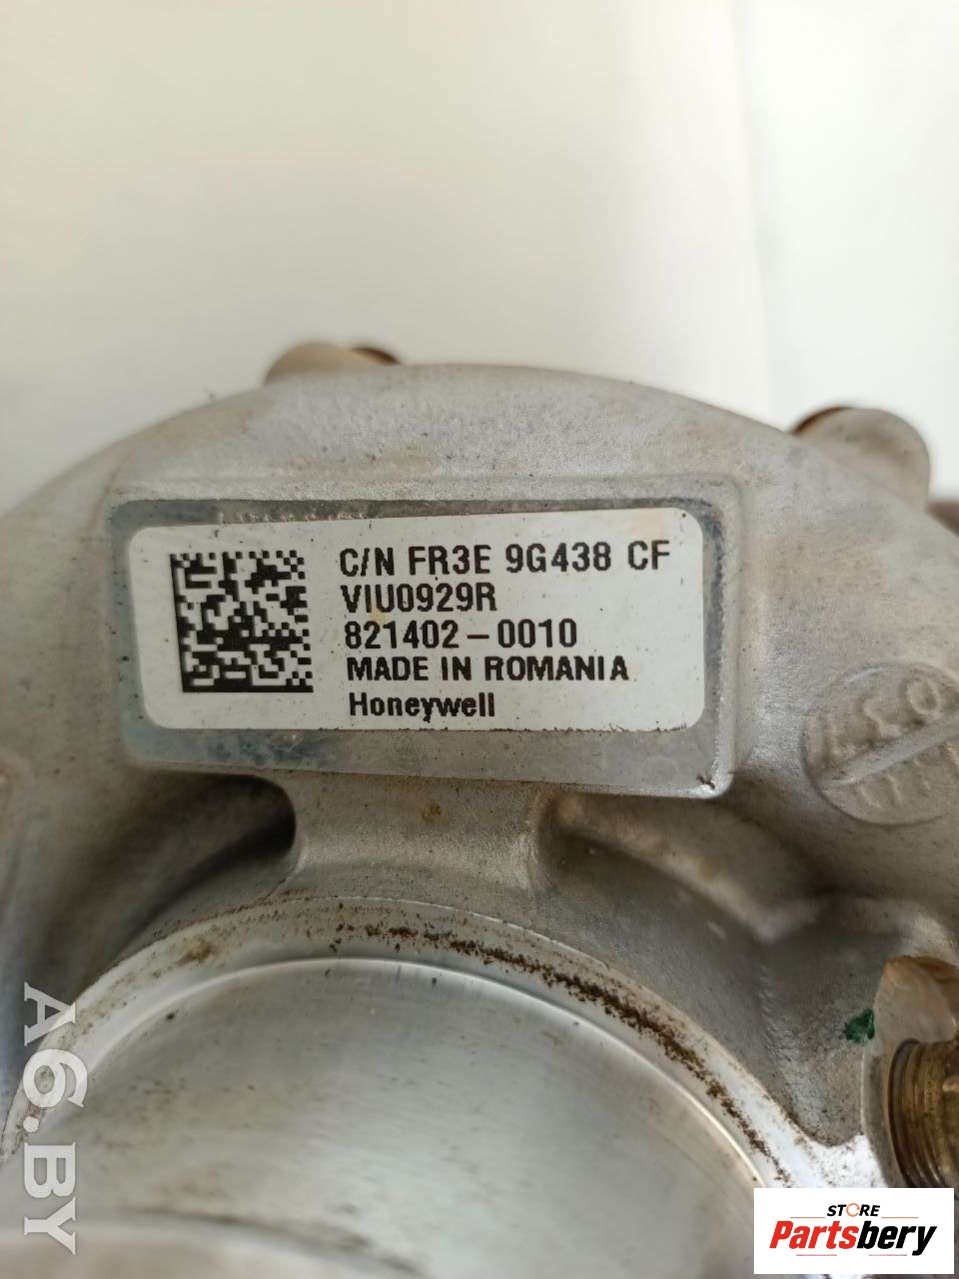 C/N FR3E 9G438 CF
VIU0929R
821402-0010
MADE IN ROMANIA
Honeywell
A6.BY
STORE
Partsbery